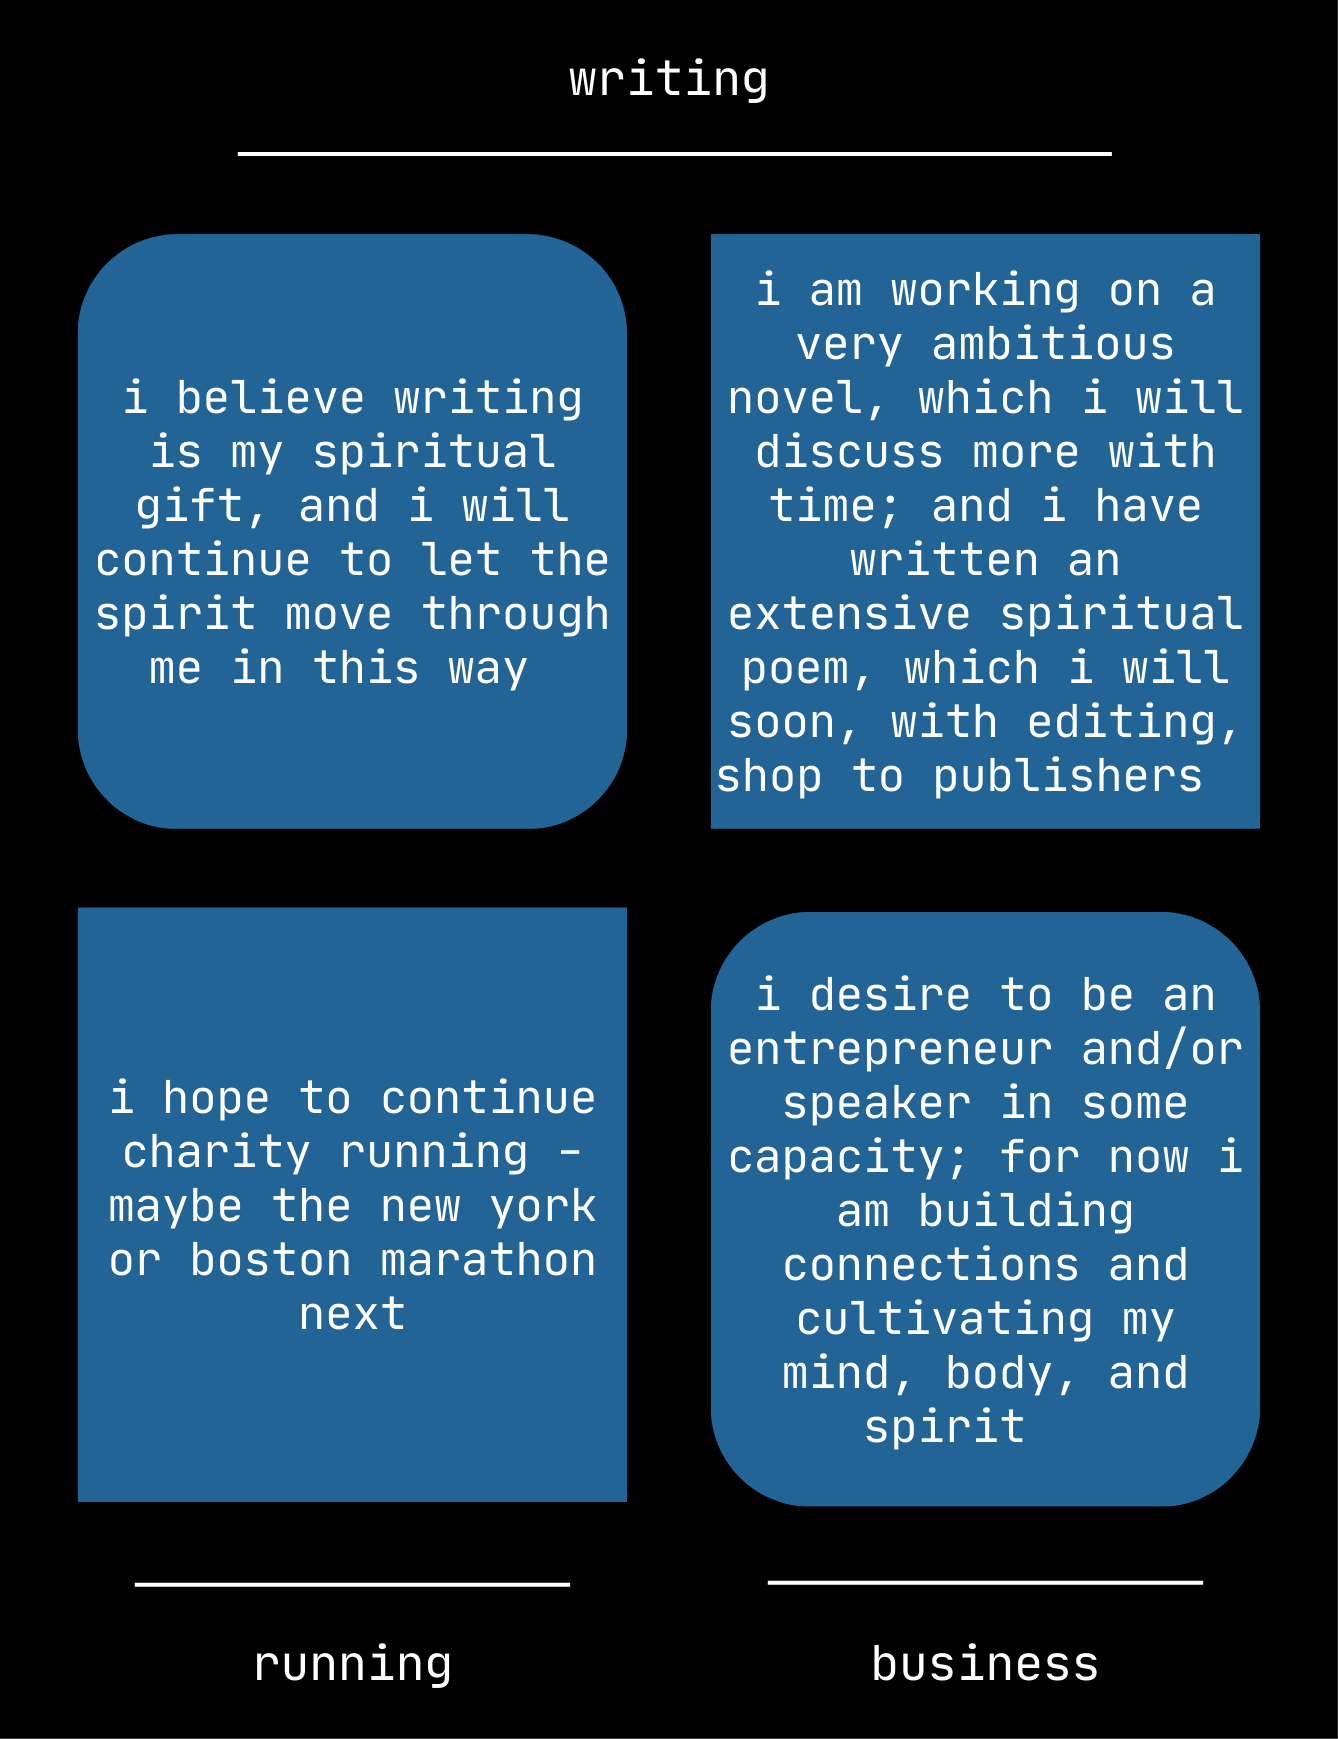 writing
i believe writing
is my spiritual
gift, and i will
continue to let the
spirit move through
me in this way
i am working on a
very ambitious
novel, which i will
discuss more with
time; and i have
written an
extensive spiritual
poem, which i will
soon, with editing,
shop to publishers
i hope to continue
charity running –
maybe the new york
or boston marathon
next
i desire to be an
entrepreneur and/or
speaker in some
capacity; for now i
am building
connections and
cultivating my
mind, body, and
spirit
running
business